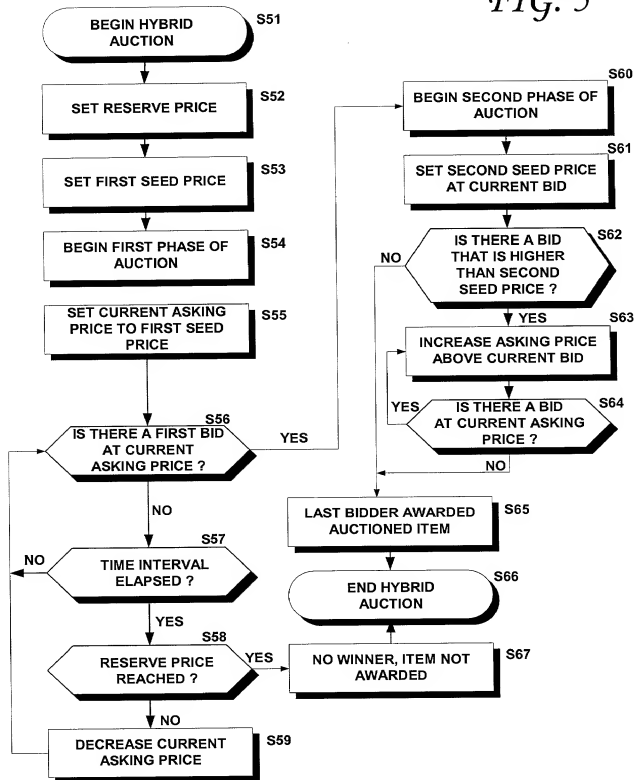 FIG. 5
BEGIN HYBRID
AUCTION
S51
SET RESERVE PRICE
S52
SET FIRST SEED PRICE
S53
BEGIN FIRST PHASE OF
AUCTION
S54
SET CURRENT ASKING
PRICE TO FIRST SEED
PRICE
S55
S56
IS THERE A FIRST BID
AT CURRENT
ASKING PRICE ?
YES
NO
S57
TIME INTERVAL
ELAPSED ?
NO
YES
S58
RESERVE PRICE
REACHED ?
YES
NO
DECREASE CURRENT
ASKING PRICE
S59
S60
BEGIN SECOND PHASE OF
AUCTION
S61
SET SECOND SEED PRICE
AT CURRENT BID
S62
IS THERE A BID
THAT IS HIGHER
THAN SECOND
SEED PRICE ?
NO
YES
S63
INCREASE ASKING PRICE
ABOVE CURRENT BID
S64
IS THERE A BID
AT CURRENT ASKING
PRICE ?
YES
NO
LAST BIDDER AWARDED
AUCTIONED ITEM
S65
END HYBRID
AUCTION
S66
NO WINNER, ITEM NOT
AWARDED
S67